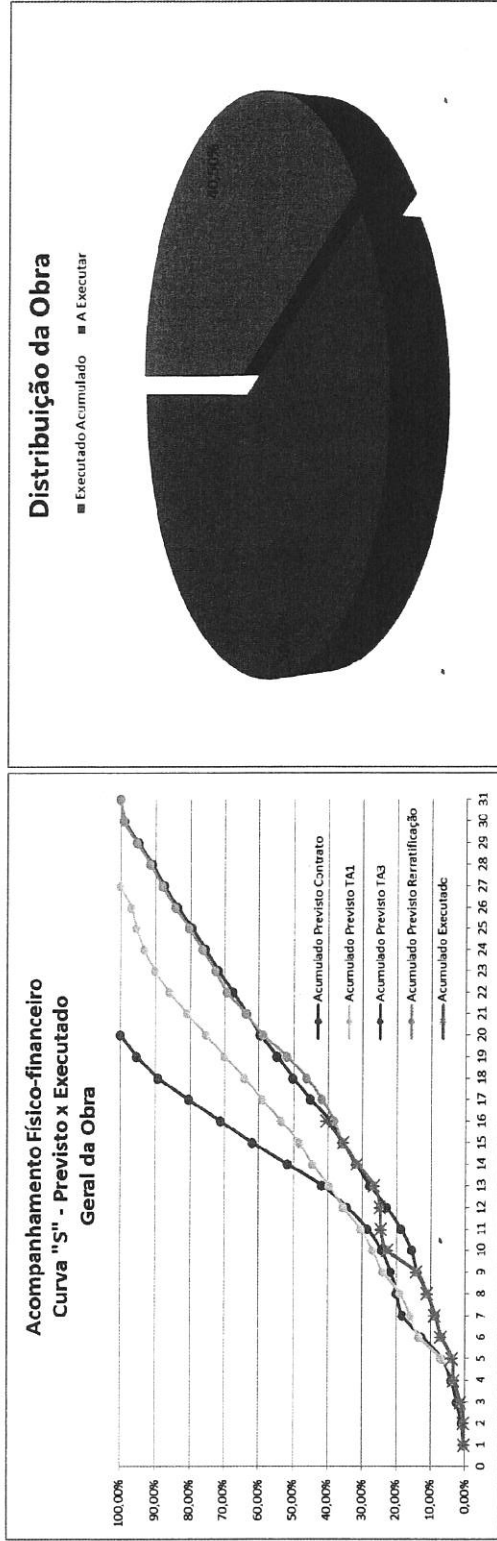 Acompanhamento Físico-financeiro
Curva "S" - Previsto x Executado
Geral da Obra
100,00%
90,00%
80,00%
70,00%
60,00%
50,00%
40,00%
30,00%
20,00%
10,00%
0,00%
0 1 2 3 4 5 6 7 8 9 10 11 12 13 14 15 16 17 18 19 20 21 22 23 24 25 26 27 28 29 30 31
Acumulado Previsto Contrato
Acumulado Previsto TA1
Acumulado Previsto TA3
Acumulado Previsto Rerratificação
Acumulado Executado
Distribuição da Obra
Executado Acumulado A Executar
40,50%